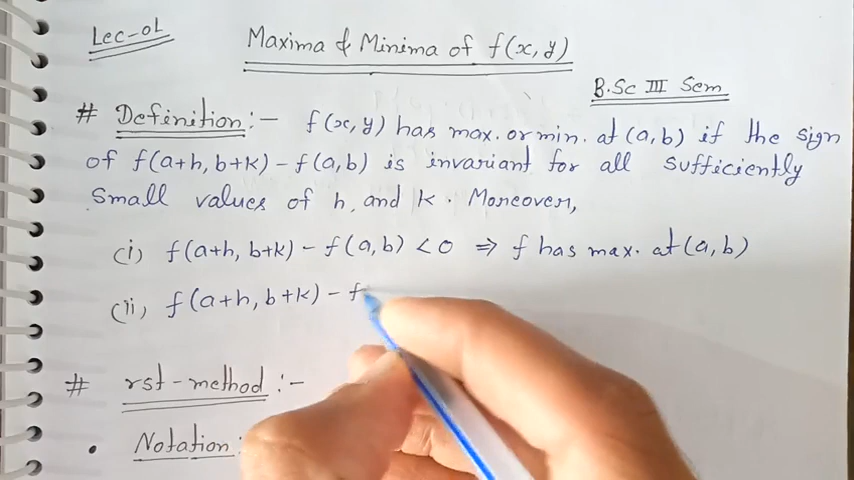 Lec-01
Maxima & Minima of f(x, y)
B.Sc III Sem
# Definition :- f(x, y) has max. or min. at (a, b) if the sign
of f(a+h, b+k) - f(a, b) is invariant for all sufficiently
small values of h, and k. Moreover,
(i) f(a+h, b+k) - f(a, b) < 0 ⇒ f has max. at (a, b)
(ii) f(a+h, b+k) - f
# rst-method :-
• Notation: